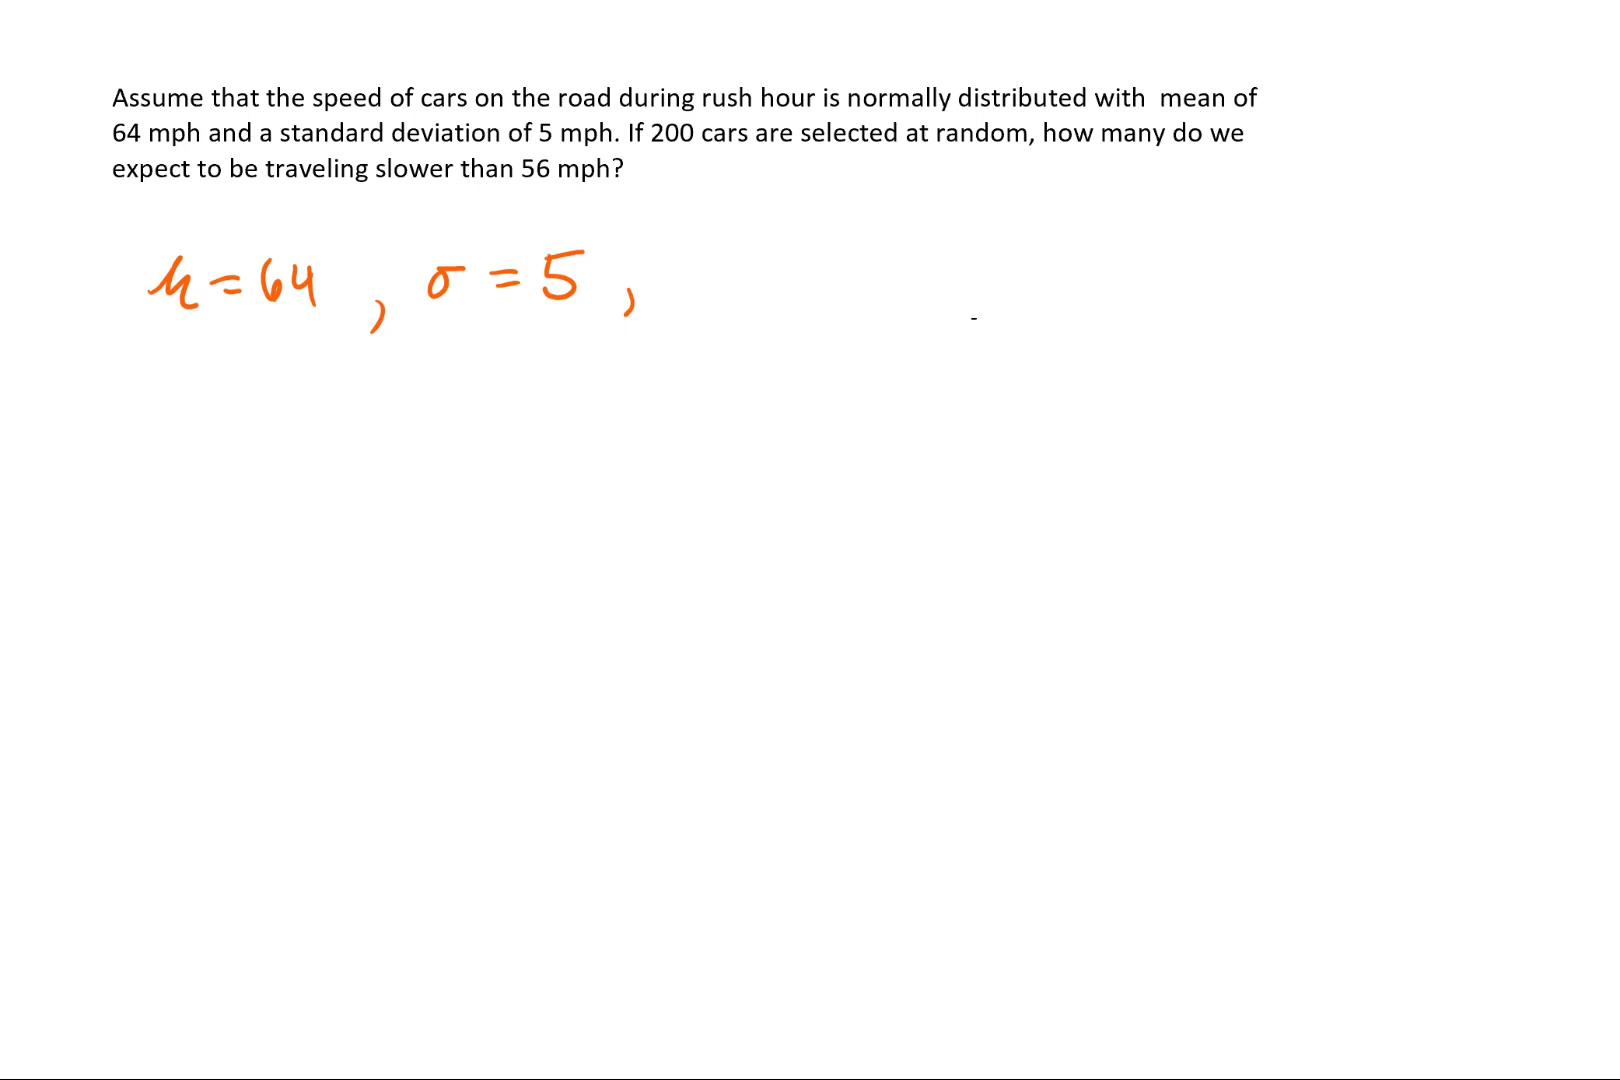 Assume that the speed of cars on the road during rush hour is normally distributed with  mean of
64 mph and a standard deviation of 5 mph. If 200 cars are selected at random, how many do we
expect to be traveling slower than 56 mph?
μ = 64 , σ = 5 ,